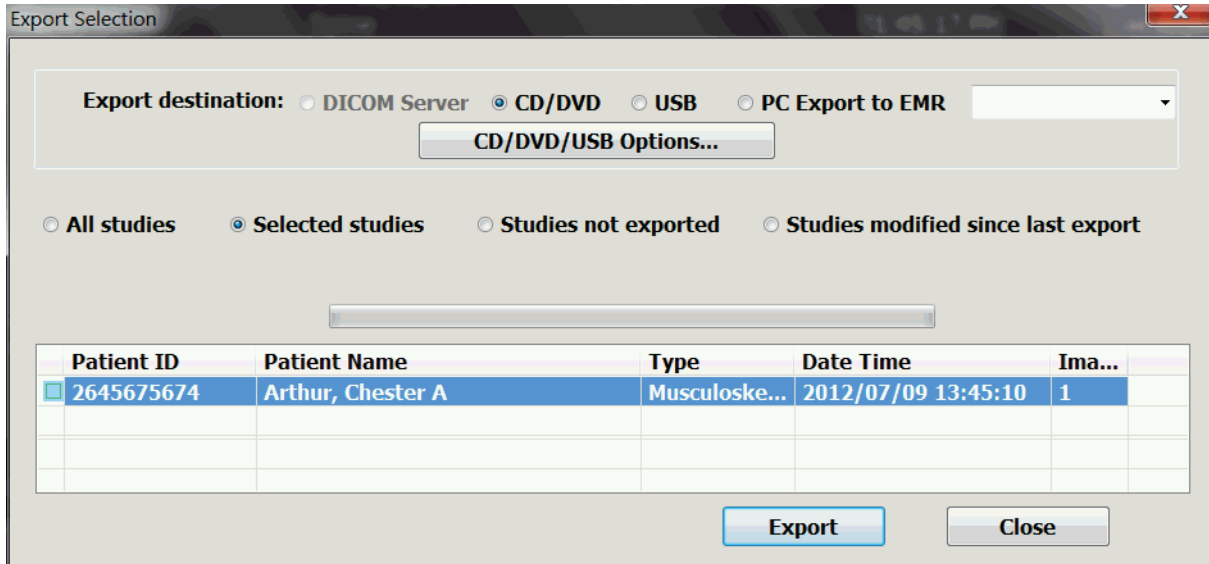 Export Selection
Export destination: DICOM Server CD/DVD USB PC Export to EMR
CD/DVD/USB Options...
All studies Selected studies Studies not exported Studies modified since last export
Patient ID Patient Name Type Date Time Ima...
2645675674 Arthur, Chester A Musculoske... 2012/07/09 13:45:10 1
Export Close